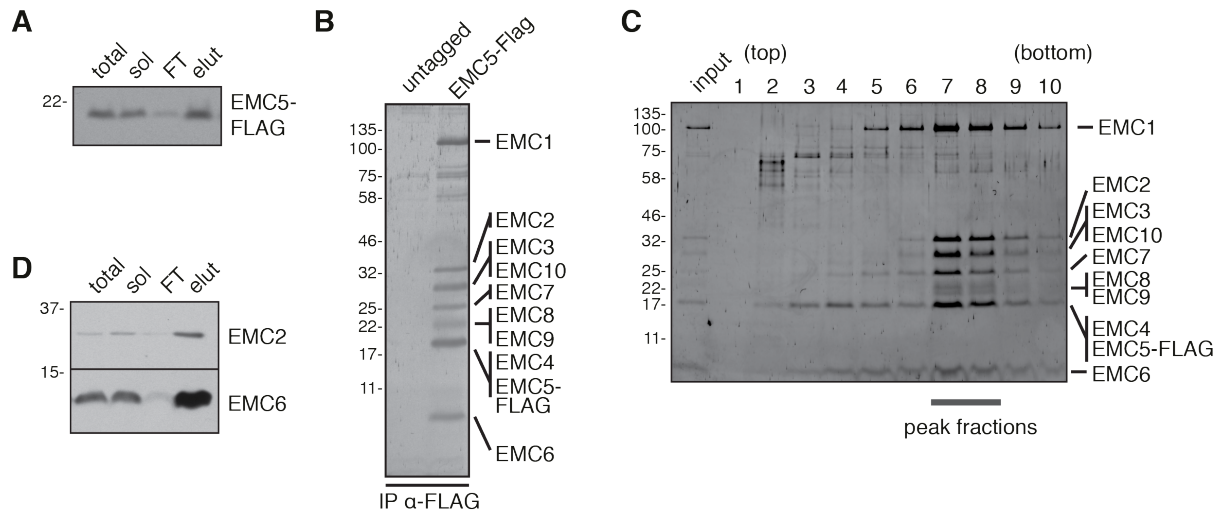 A
total
sol
FT
elut
22-
EMC5-
FLAG
B
untagged
EMC5-Flag
135-
100-
75-
58-
46-
32-
25-
22-
17-
11-
EMC1
EMC2
EMC3
EMC10
EMC7
EMC8
EMC9
EMC4
EMC5-
FLAG
EMC6
IP α-FLAG
C
(top)
(bottom)
input 1 2 3 4 5 6 7 8 9 10
135-
100-
75-
58-
46-
32-
25-
22-
17-
11-
EMC1
EMC2
EMC3
EMC10
EMC7
EMC8
EMC9
EMC4
EMC5-FLAG
EMC6
peak fractions
D
total
sol
FT
elut
37-
15-
EMC2
EMC6